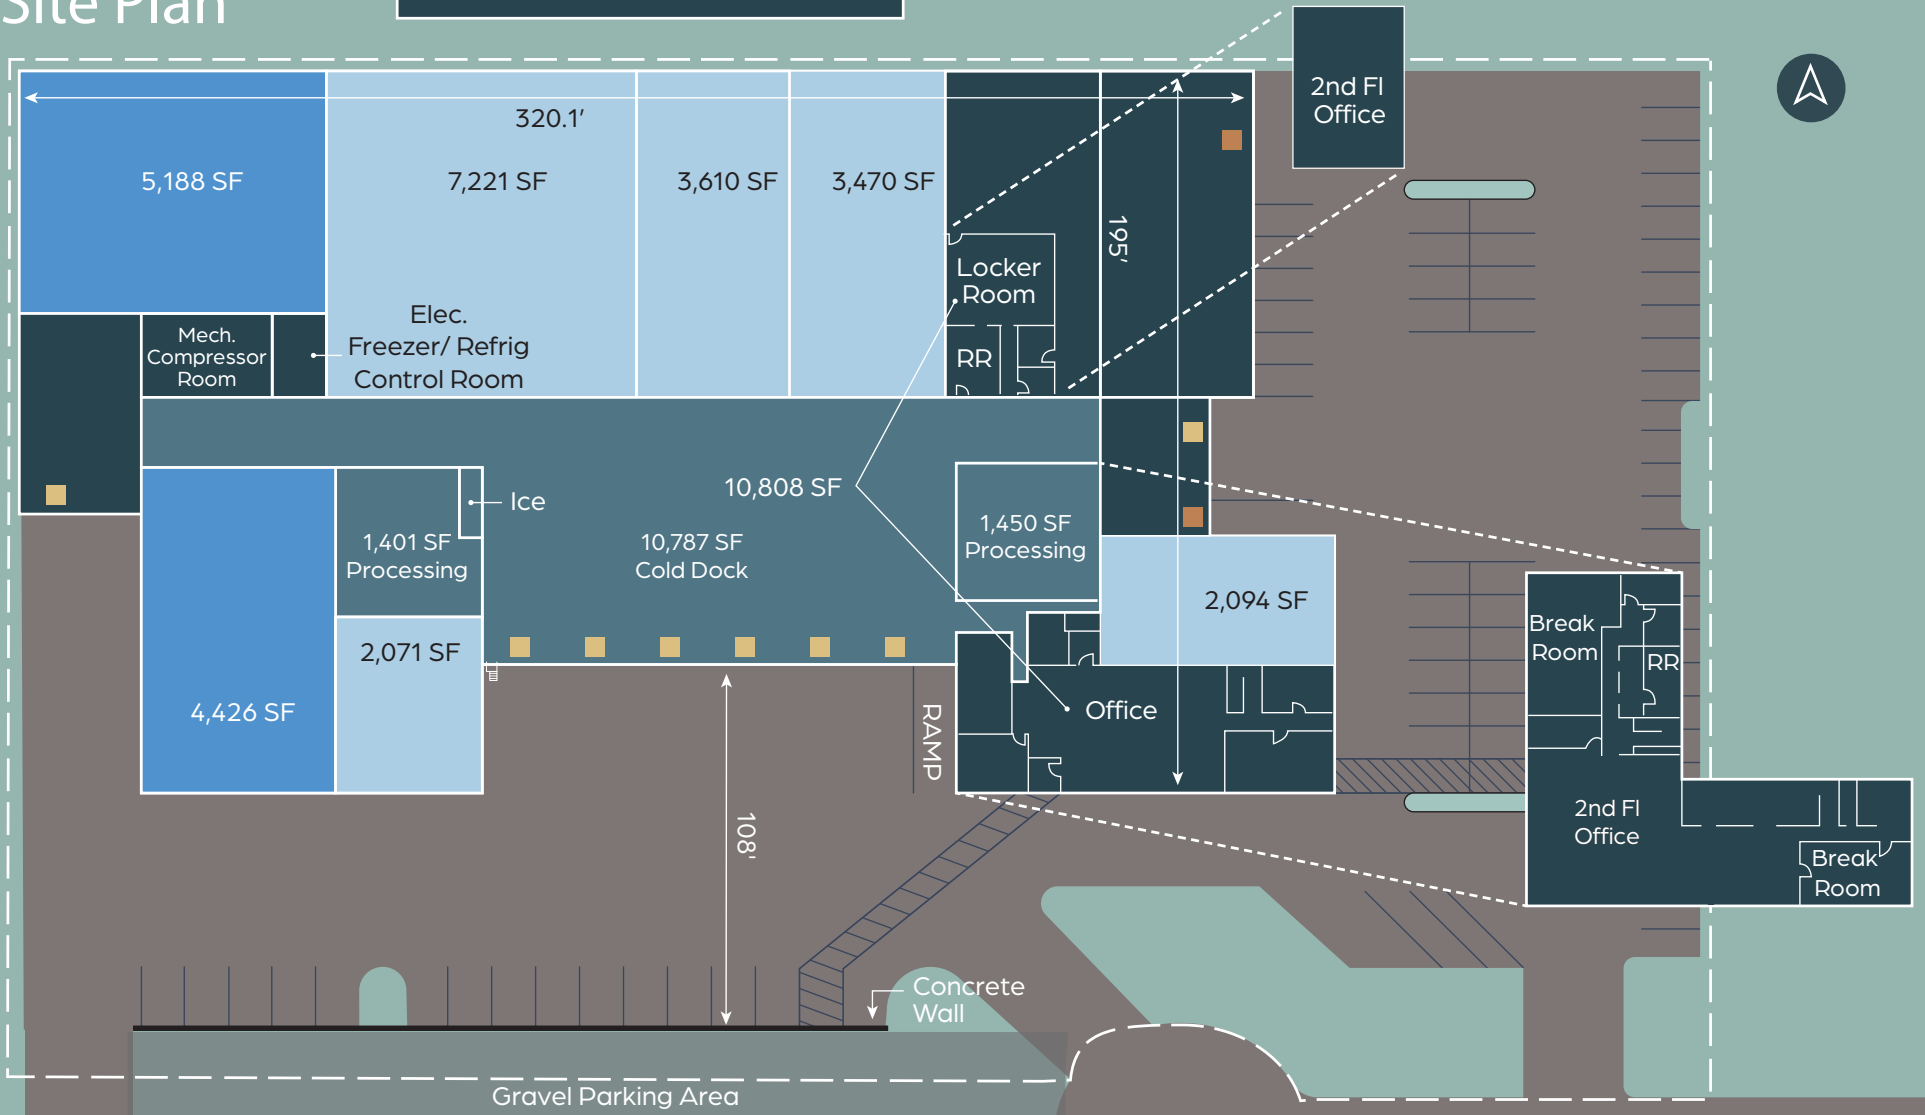 Site Plan
2nd Fl
Office
320.1’
5,188 SF
7,221 SF
3,610 SF
3,470 SF
195’
Locker
Room
RR
Mech.
Compressor
Room
Elec.
Freezer/ Refrig
Control Room
10,808 SF
Ice
1,401 SF
Processing
10,787 SF
Cold Dock
1,450 SF
Processing
2,094 SF
2,071 SF
4,426 SF
RAMP
Office
108'
Break
Room
RR
2nd Fl
Office
Break
Room
Concrete
Wall
Gravel Parking Area